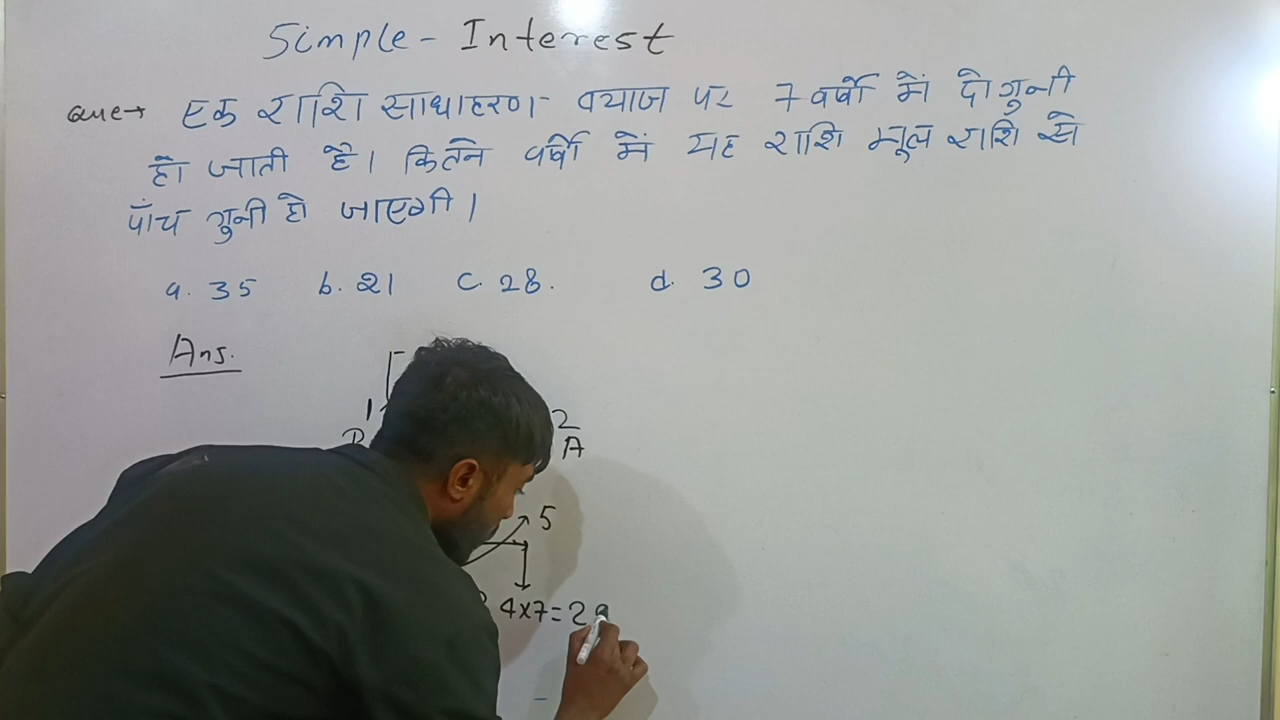 Simple - Interest
Que→ एक राशि साधाहरण ब्याज पर 7 वर्षो में दोगुनी
हो जाती है। कितने वर्षो में यह राशि मूल राशि से
पाँच गुनी हो जाएगी।
a. 35 b. 21 c. 28. d. 30
Ans.
1 2
P A
5
4x7=28